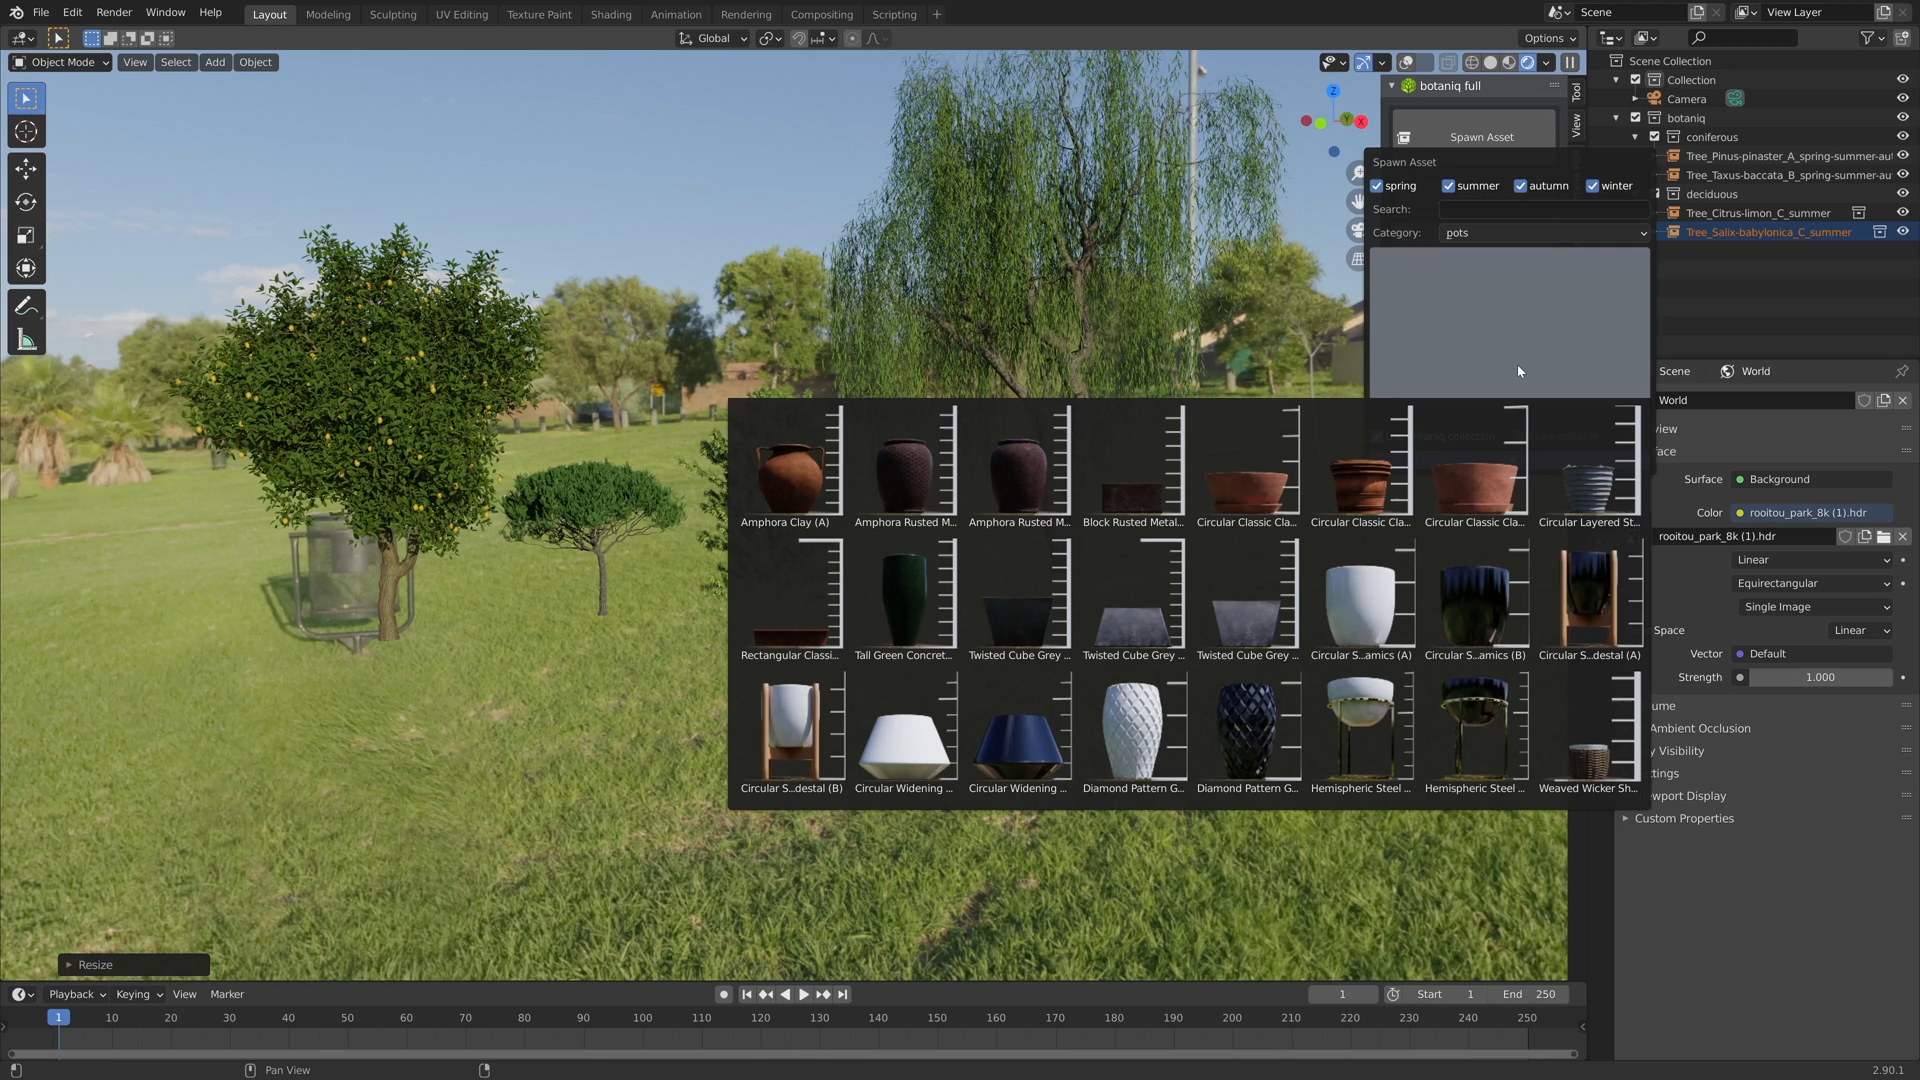 File Edit Render Window Help Layout Modeling Sculpting UV Editing Texture Paint Shading Animation Rendering Compositing Scripting + Scene View Layer
Global Options
Object Mode View Select Add Object
botaniq full
Spawn Asset
Tool
View
Z
Y
X
Scene Collection
Collection
Camera
botaniq
coniferous
Tree_Pinus-pinaster_A_spring-summer-au
Tree_Taxus-baccata_B_spring-summer-au
deciduous
Tree_Citrus-limon_C_summer
Tree_Salix-babylonica_C_summer
Spawn Asset
spring summer autumn winter
Search:
Category: pots
Amphora Clay (A) Amphora Rusted M... Amphora Rusted M... Block Rusted Metal... Circular Classic Cla... Circular Classic Cla... Circular Classic Cla... Circular Layered St...
Rectangular Classi... Tall Green Concret... Twisted Cube Grey ... Twisted Cube Grey ... Twisted Cube Grey ... Circular S...amics (A) Circular S...amics (B) Circular S...destal (A)
Circular S...destal (B) Circular Widening ... Circular Widening ... Diamond Pattern G... Diamond Pattern G... Hemispheric Steel ... Hemispheric Steel ... Weaved Wicker Sh...
Scene World
World
view
face
Surface Background
Color rooitou_park_8k (1).hdr
rooitou_park_8k (1).hdr
Linear
Equirectangular
Single Image
Space Linear
Vector Default
Strength 1.000
ume
Ambient Occlusion
y Visibility
ttings
wport Display
Custom Properties
Resize
Playback Keying View Marker 1 Start 1 End 250
1 10 20 30 40 50 60 70 80 90 100 110 120 130 140 150 160 170 180 190 200 210 220 230 240 250
Pan View 2.90.1